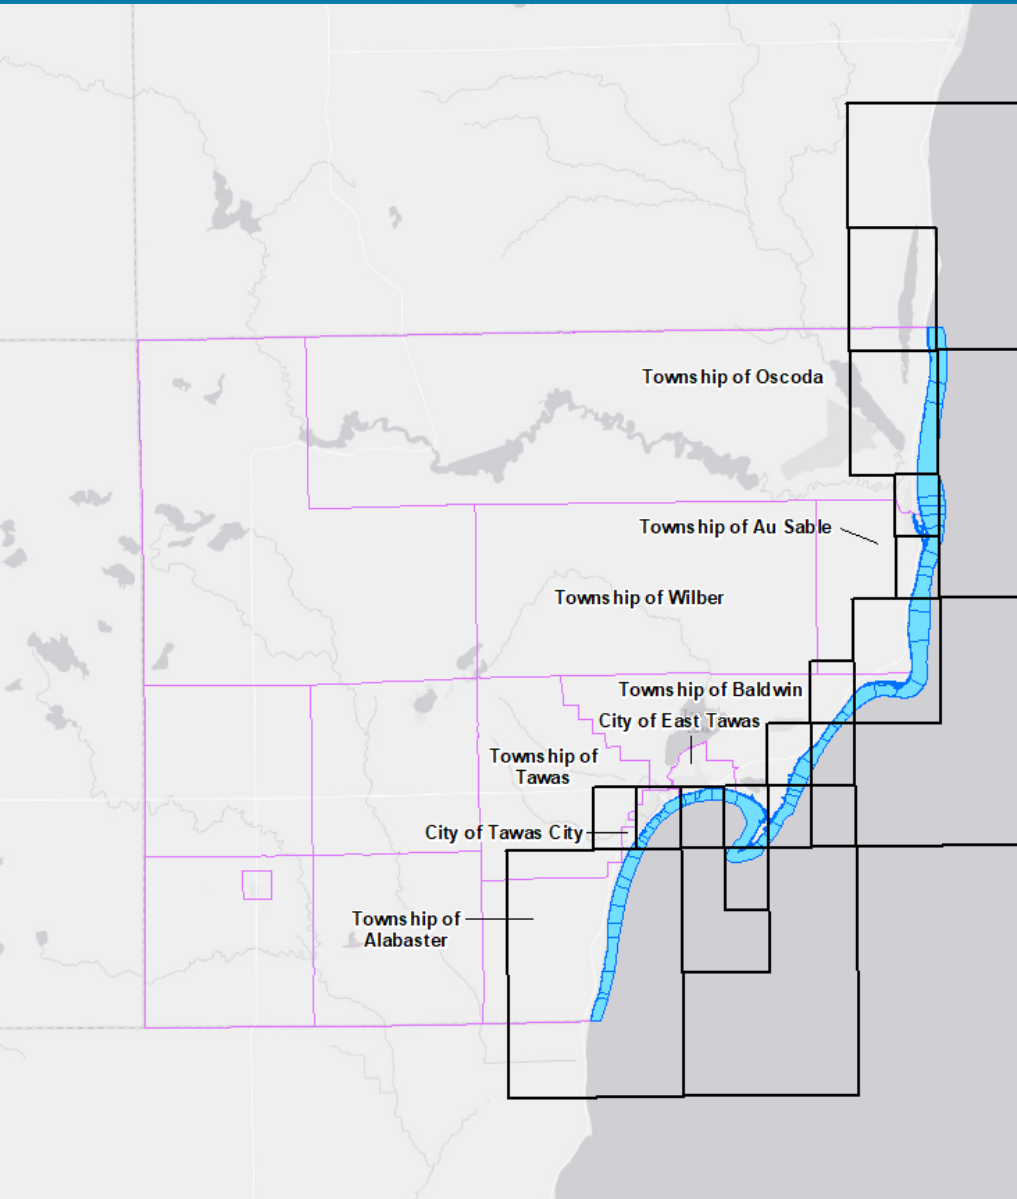 Township of Oscoda
Township of Au Sable
Township of Wilber
Township of Baldwin
City of East Tawas
Township of
Tawas
City of Tawas City
Township of
Alabaster